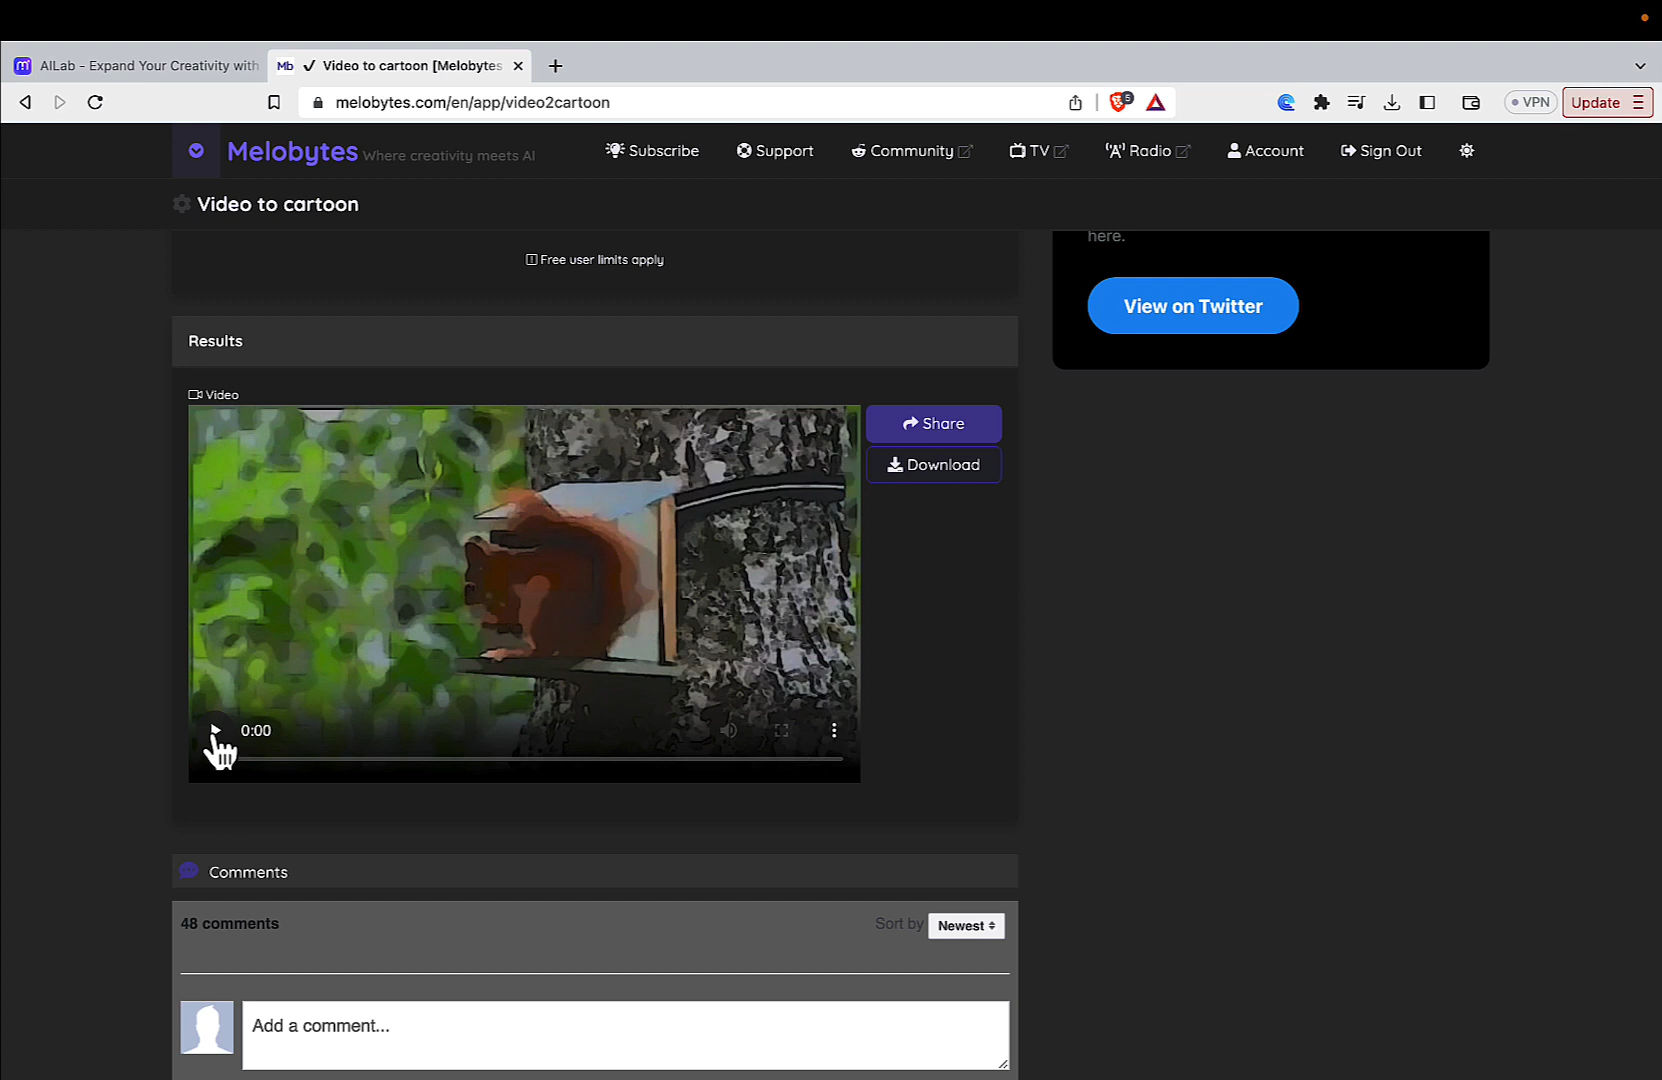 AILab - Expand Your Creativity with
Mb ✓ Video to cartoon [Melobytes
melobytes.com/en/app/video2cartoon
5
VPN
Update
Melobytes Where creativity meets AI
Subscribe
Support
Community
TV
Radio
Account
Sign Out
Video to cartoon
here.
Free user limits apply
View on Twitter
Results
Video
Share
Download
0:00
Comments
48 comments
Sort by Newest
Add a comment...